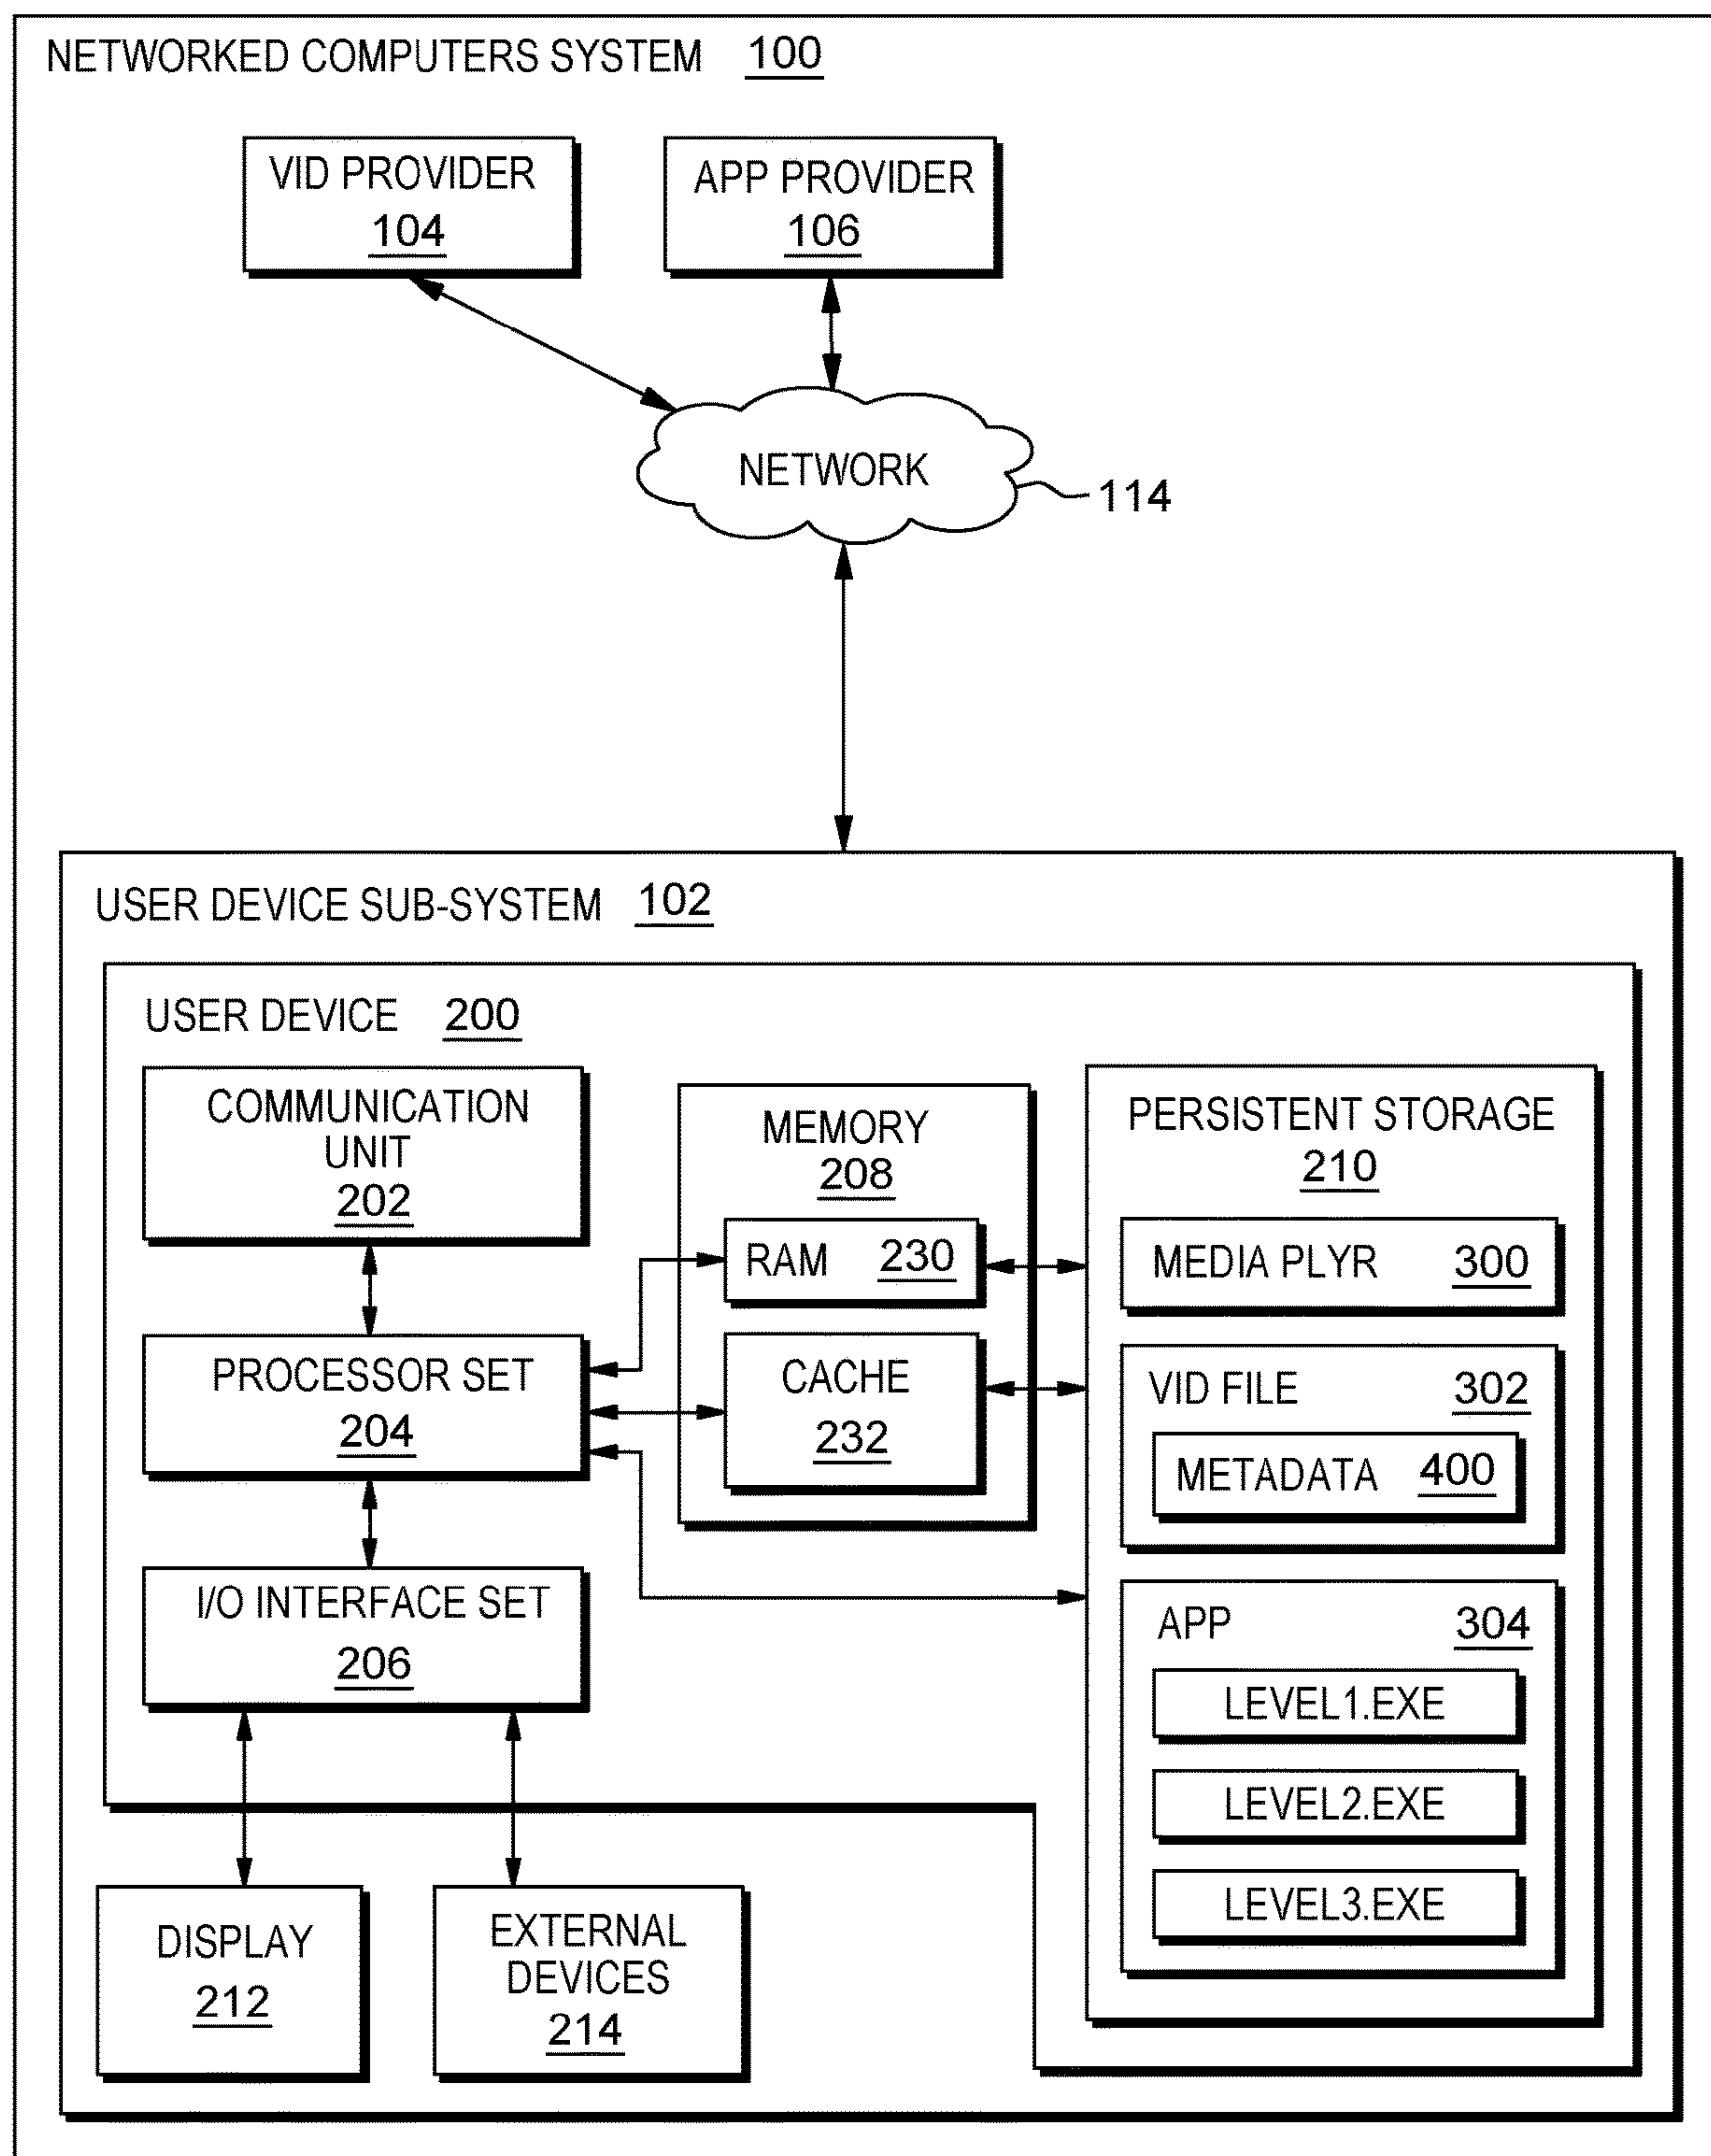 NETWORKED COMPUTERS SYSTEM 100
VID PROVIDER
104
APP PROVIDER
106
NETWORK
114
USER DEVICE SUB-SYSTEM 102
USER DEVICE 200
COMMUNICATION
UNIT
202
PROCESSOR SET
204
I/O INTERFACE SET
206
MEMORY
208
RAM 230
CACHE
232
PERSISTENT STORAGE
210
MEDIA PLYR 300
VID FILE 302
METADATA 400
APP 304
LEVEL1.EXE
LEVEL2.EXE
LEVEL3.EXE
DISPLAY
212
EXTERNAL
DEVICES
214